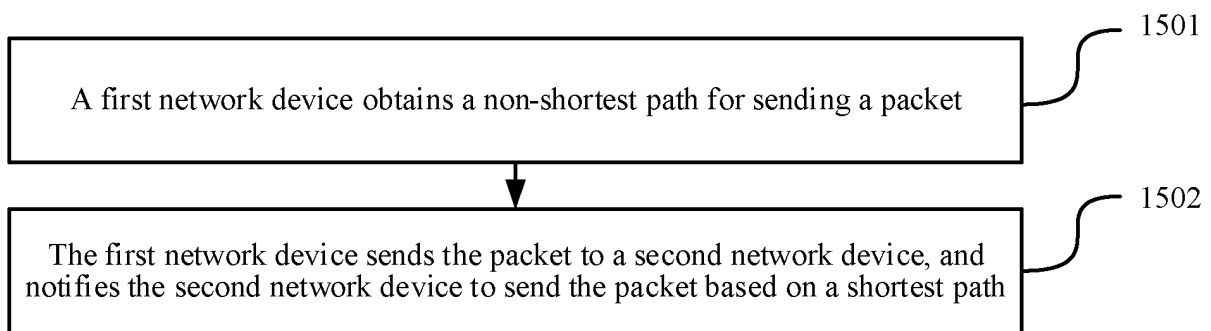 1501
A first network device obtains a non-shortest path for sending a packet
1502
The first network device sends the packet to a second network device, and
notifies the second network device to send the packet based on a shortest path